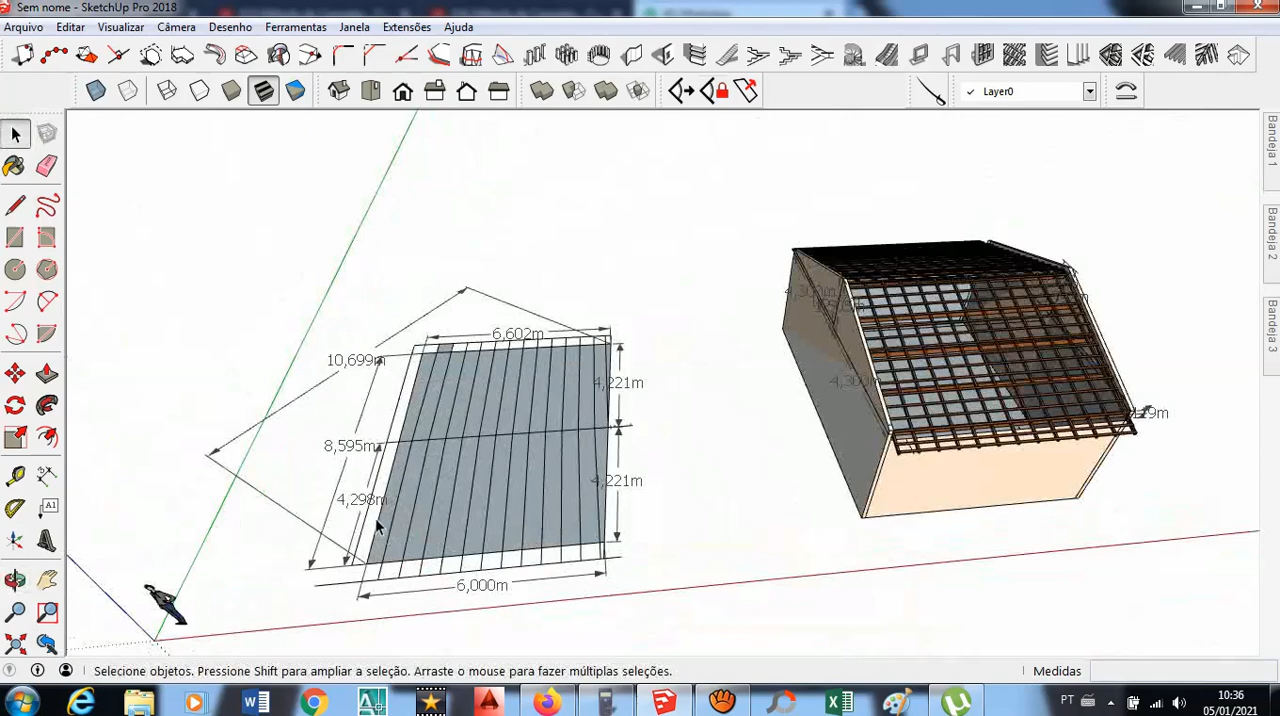 Sem nome - SketchUp Pro 2018
Arquivo Editar Visualizar Câmera Desenho Ferramentas Janela Extensões Ajuda
Layer0
Bandeja 1
Bandeja 2
Bandeja 3
A1
6,602m
10,699m
4,221m
8,595m
4,298m
4,221m
6,000m
Selecione objetos. Pressione Shift para ampliar a seleção. Arraste o mouse para fazer múltiplas seleções.
Medidas
PT
10:36
05/01/2021